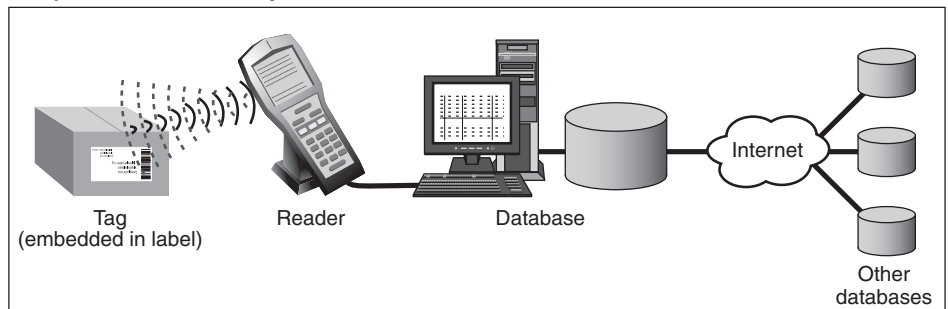 Tag
(embedded in label)
Reader
Database
Internet
Other
databases